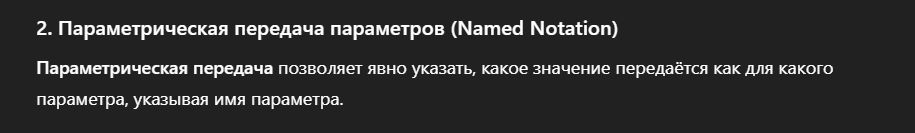 2. Параметрическая передача параметров (Named Notation)
Параметрическая передача позволяет явно указать, какое значение передаётся как для какого
параметра, указывая имя параметра.